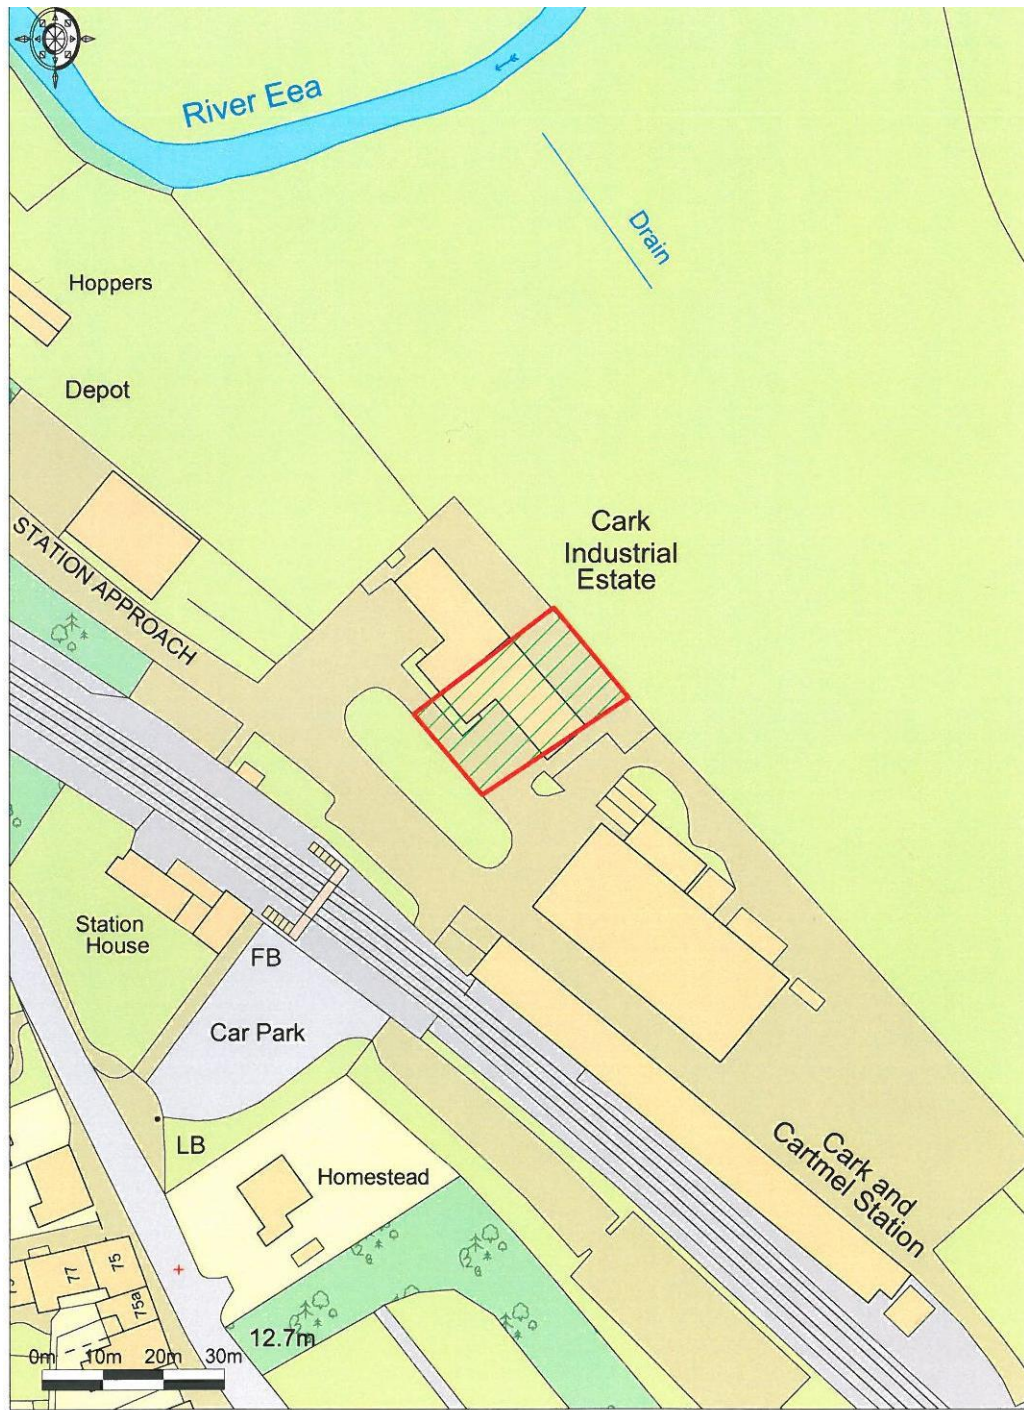 River Eea
Drain
Hoppers
Depot
STATION APPROACH
Cark
Industrial
Estate
Station
House
FB
Car Park
LB
Homestead
Cark and
Cartmel Station
77
75
75a
12.7m
0m 10m 20m 30m